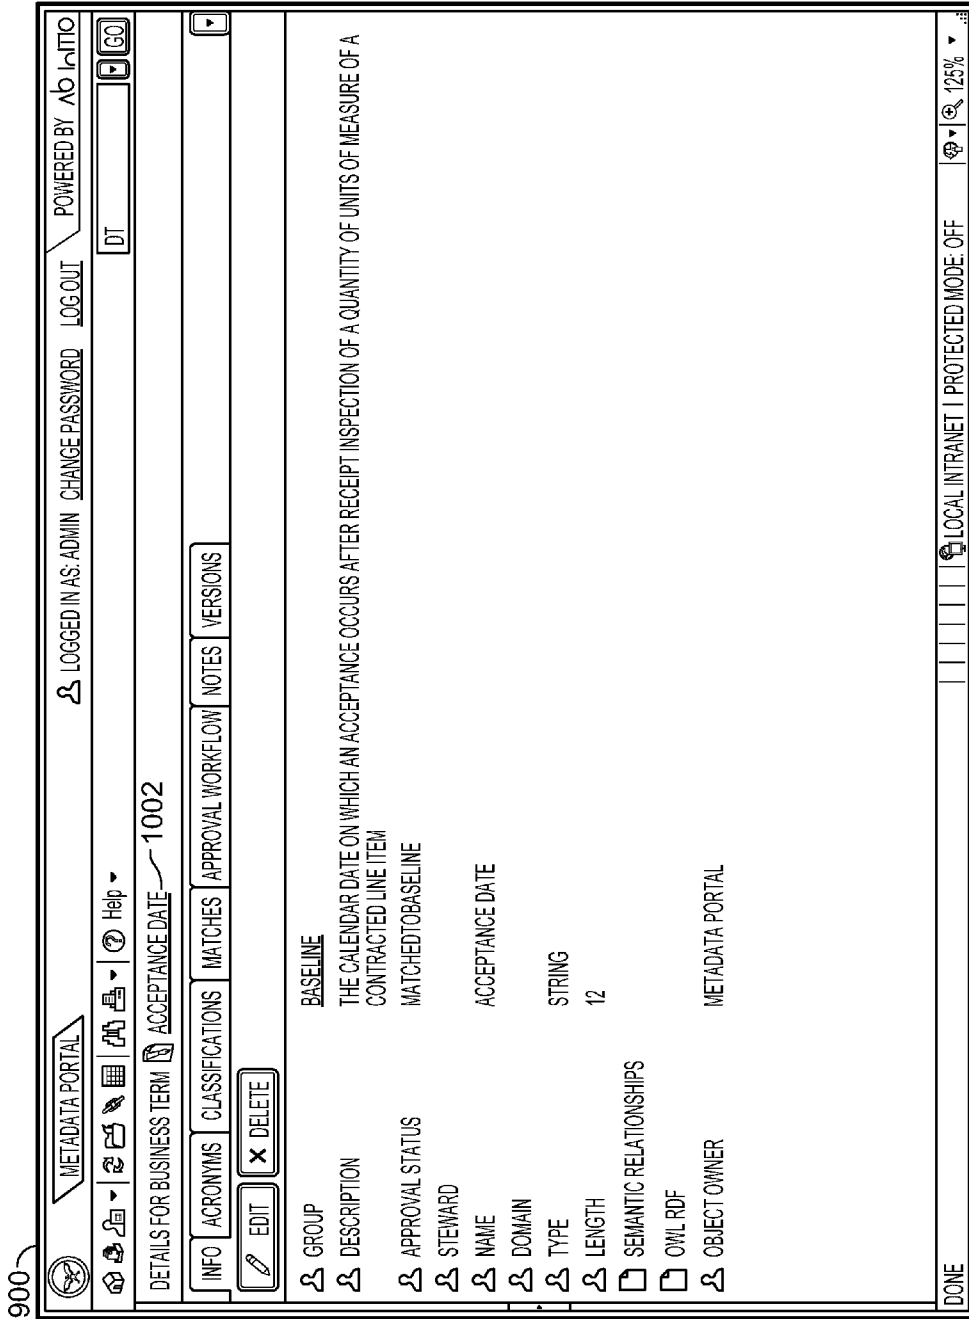 900
METADATA PORTAL
LOGGED IN AS: ADMIN CHANGE PASSWORD LOG OUT
POWERED BY Ab InITIO
Help
DT
GO
DETAILS FOR BUSINESS TERM ACCEPTANCE DATE 1002
INFO ACRONYMS CLASSIFICATIONS MATCHES APPROVAL WORKFLOW NOTES VERSIONS
EDIT X DELETE
GROUP BASELINE
DESCRIPTION THE CALENDAR DATE ON WHICH AN ACCEPTANCE OCCURS AFTER RECEIPT INSPECTION OF A QUANTITY OF UNITS OF MEASURE OF A
CONTRACTED LINE ITEM
APPROVAL STATUS MATCHEDTOBASELINE
STEWARD
NAME ACCEPTANCE DATE
DOMAIN
TYPE STRING
LENGTH 12
SEMANTIC RELATIONSHIPS
OWL RDF
OBJECT OWNER METADATA PORTAL
DONE LOCAL INTRANET | PROTECTED MODE: OFF 125%